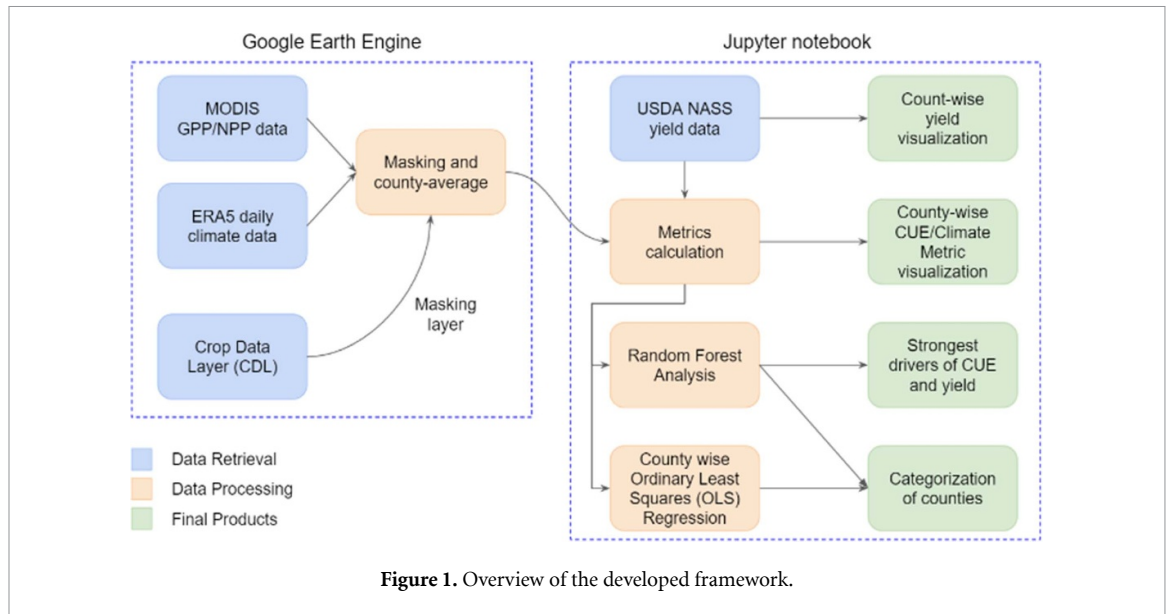 Google Earth Engine
MODIS
GPP/NPP data
ERA5 daily
climate data
Crop Data
Layer (CDL)
Masking and
county-average
Masking
layer
Data Retrieval
Data Processing
Final Products
Jupyter notebook
USDA NASS
yield data
Count-wise
yield
visualization
Metrics
calculation
County-wise
CUE/Climate
Metric
visualization
Random Forest
Analysis
Strongest
drivers of CUE
and yield
County wise
Ordinary Least
Squares (OLS)
Regression
Categorization
of counties
Figure 1. Overview of the developed framework.